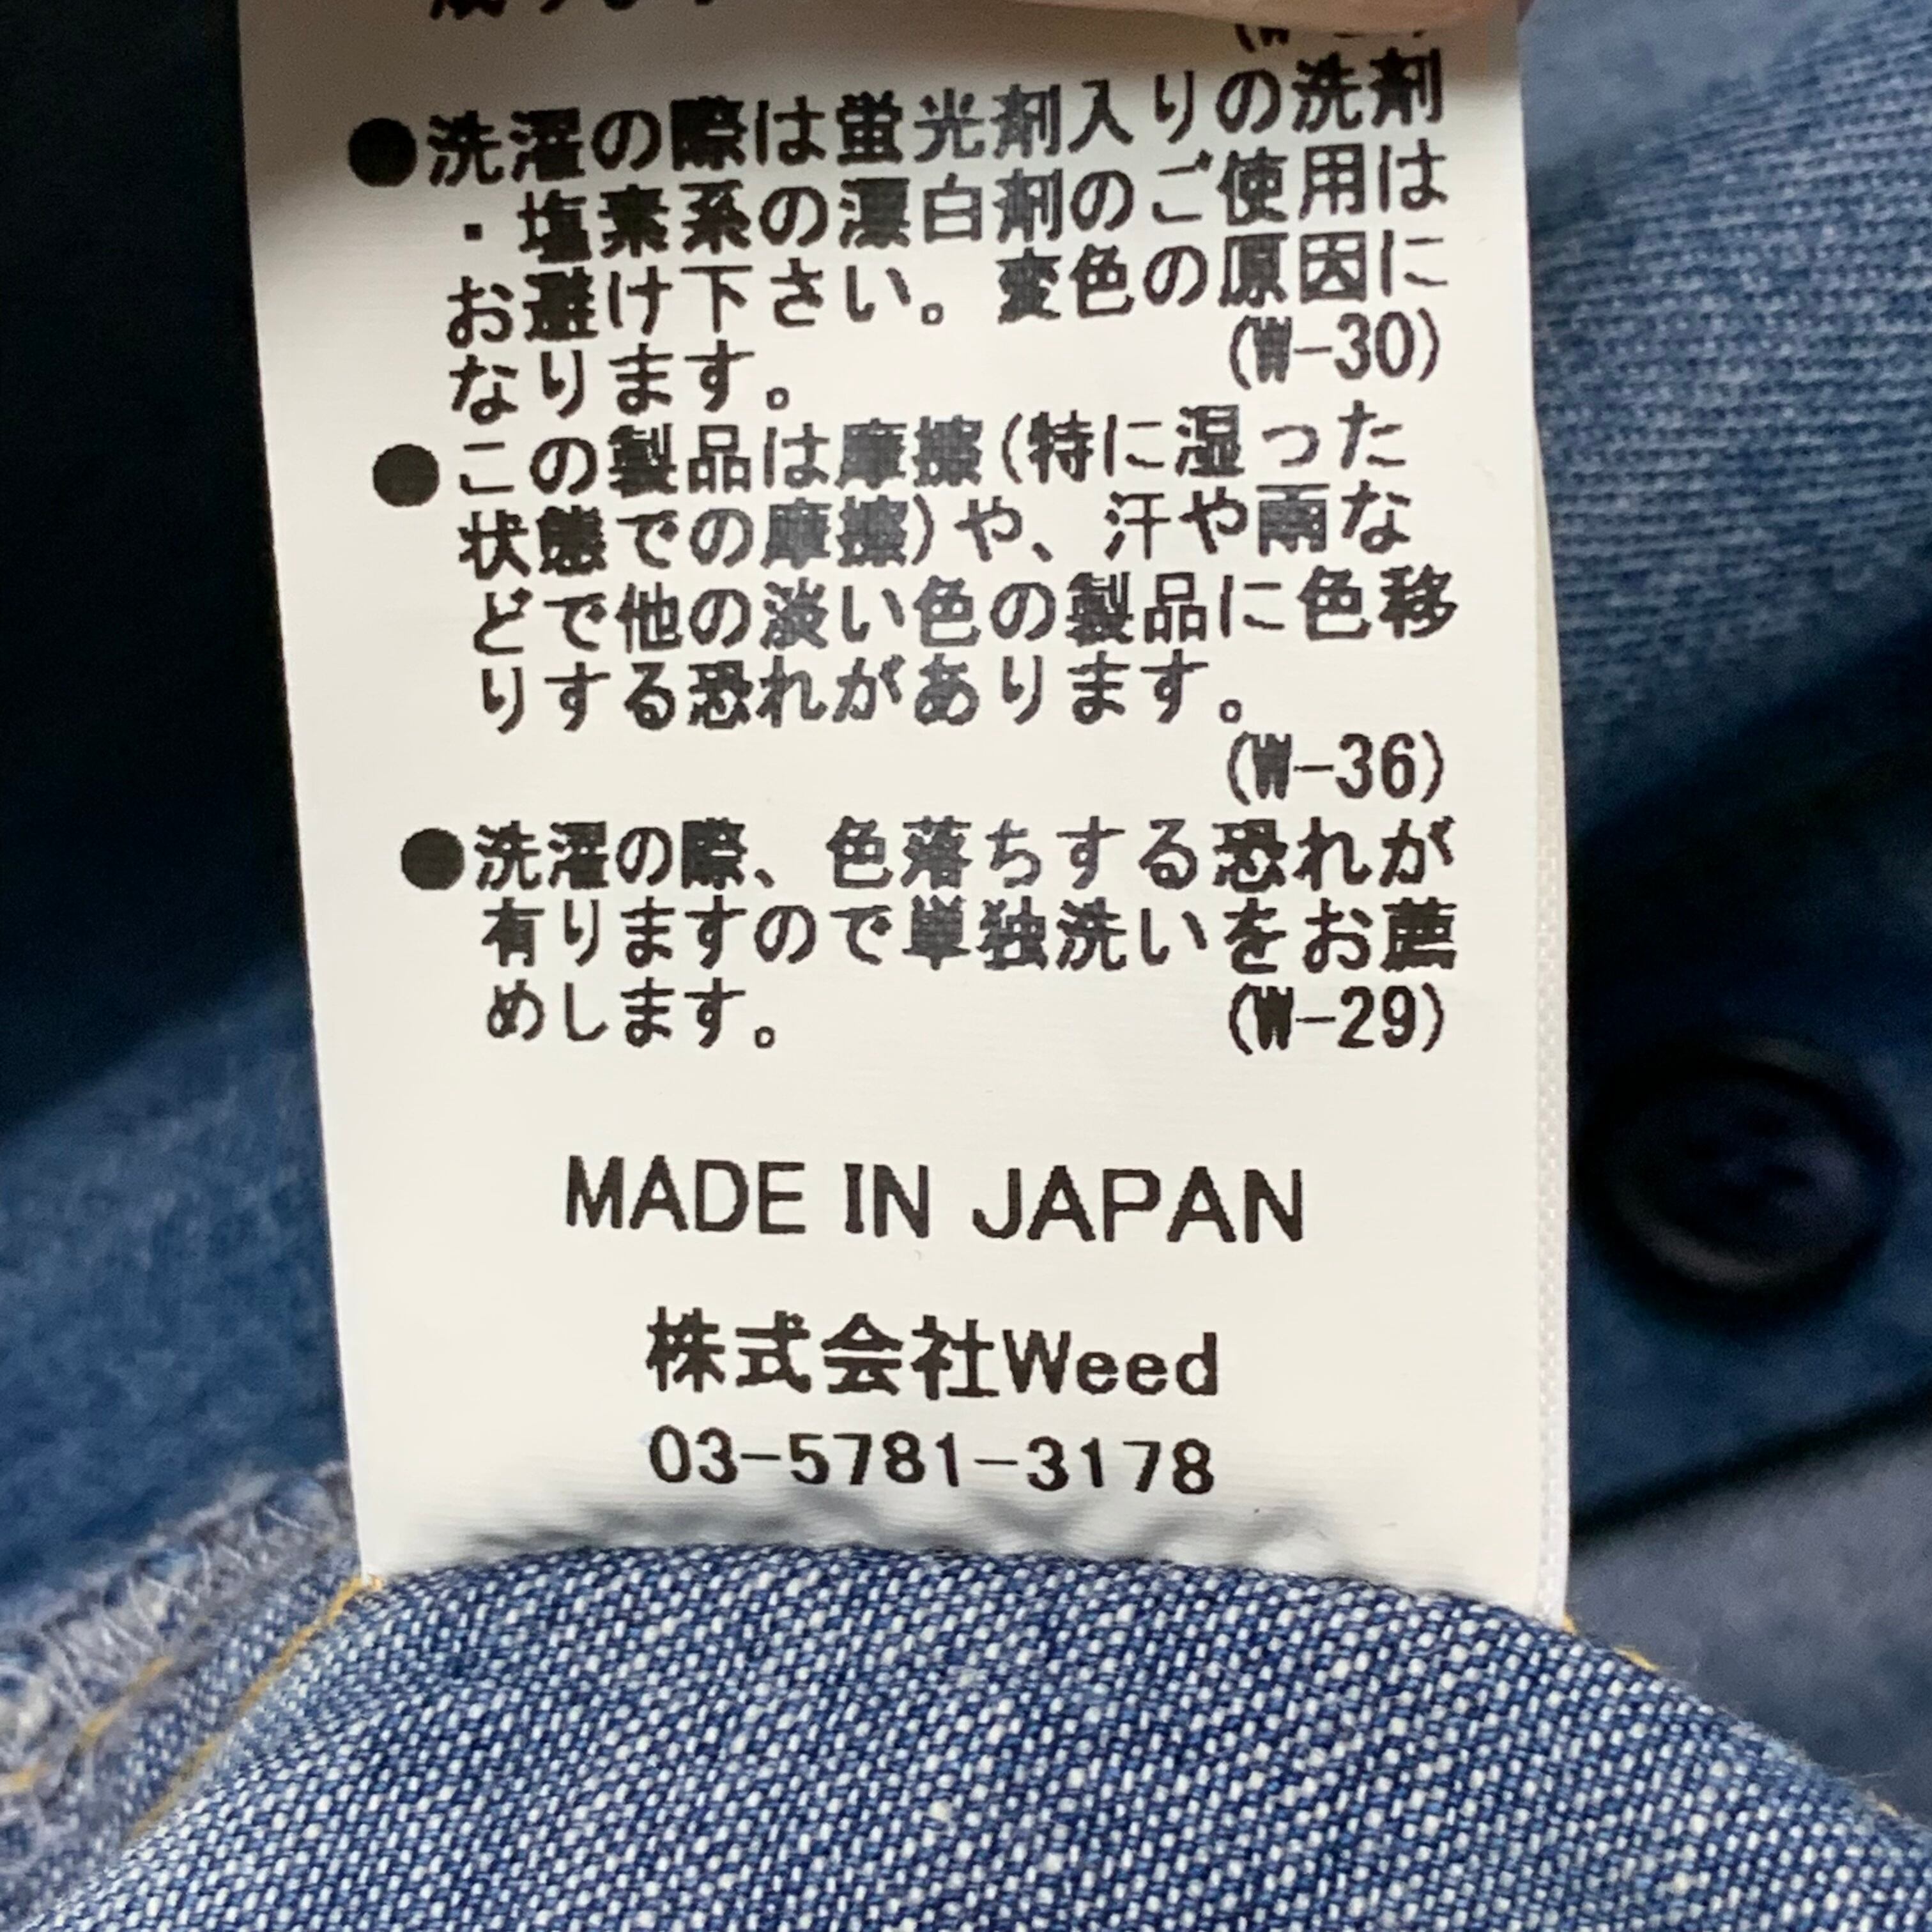 ●洗濯の際は蛍光剤入りの洗剤
・塩素系の漂白剤のご使用は
お避け下さい。変色の原因に
なります。 (W-30)
●この製品は摩擦(特に湿った
状態での摩擦)や、汗や雨な
どで他の淡い色の製品に色移
りする恐れがあります。
(W-36)
●洗濯の際、色落ちする恐れが
有りますので単独洗いをお薦
めします。 (W-29)
MADE IN JAPAN
株式会社Weed
03-5781-3178